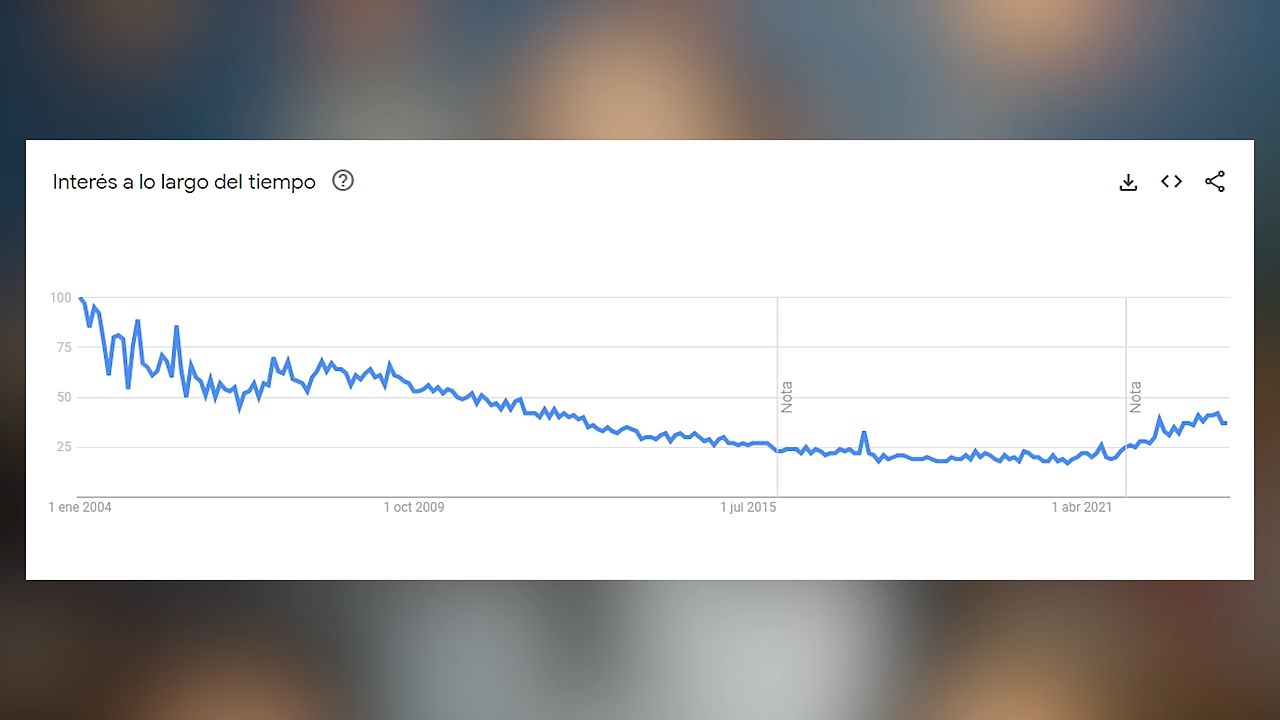 Interés a lo largo del tiempo
100
75
50
25
Nota
Nota
1 ene 2004
1 oct 2009
1 jul 2015
1 abr 2021